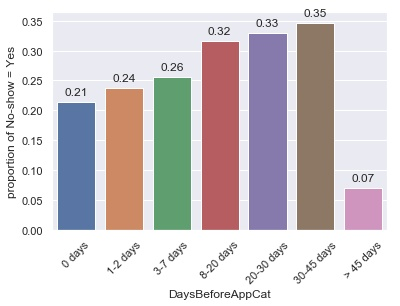 proportion of No-show = Yes
0.35
0.30
0.25
0.20
0.15
0.10
0.05
0.00
0.21
0.24
0.26
0.32
0.33
0.35
0.07
0 days
1-2 days
3-7 days
8-20 days
20-30 days
30-45 days
> 45 days
DaysBeforeAppCat